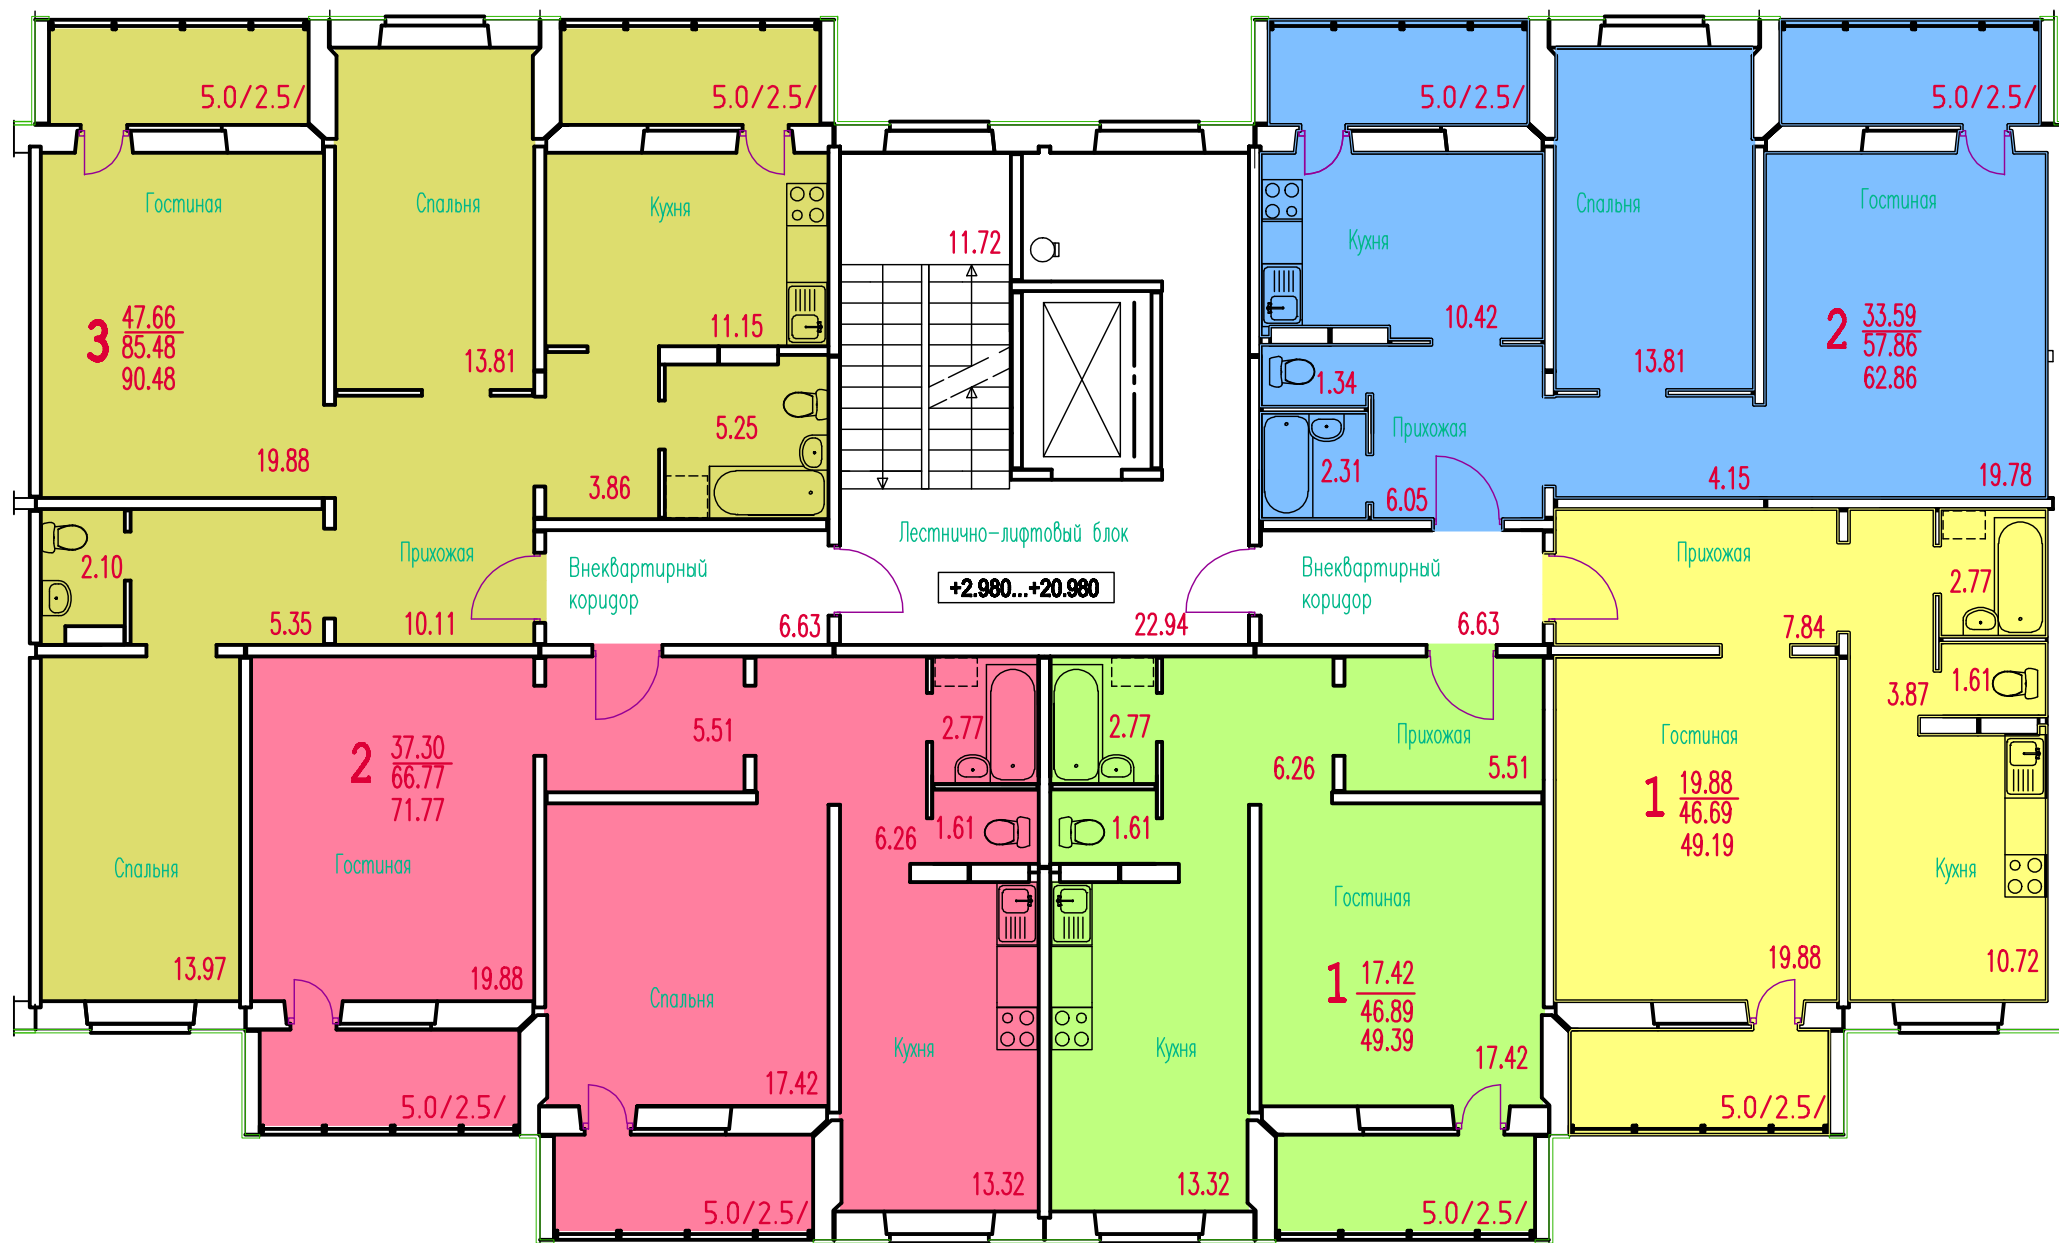 5.0/2.5/
5.0/2.5/
5.0/2.5/
5.0/2.5/
Гостиная
Спальня
Кухня
11.72
Кухня
Спальня
Гостиная
3
47.66
85.48
90.48
13.81
11.15
10.42
13.81
2
33.59
57.86
62.86
1.34
19.88
3.86
5.25
Прихожая
2.31
6.05
4.15
19.78
2.10
Прихожая
5.35
10.11
Внеквартирный
коридор
6.63
Лестнично-лифтовый блок
+2.980...+20.980
22.94
Внеквартирный
коридор
6.63
Прихожая
7.84
2.77
1.61
3.87
2
37.30
66.77
71.77
5.51
2.77
2.77
6.26
Прихожая
5.51
Гостиная
1
19.88
46.69
49.19
Спальня
Гостиная
6.26
1.61
1.61
Гостиная
Кухня
13.97
19.88
Спальня
17.42
Кухня
Кухня
1
17.42
46.89
49.39
17.42
19.88
10.72
5.0/2.5/
5.0/2.5/
13.32
13.32
5.0/2.5/
5.0/2.5/